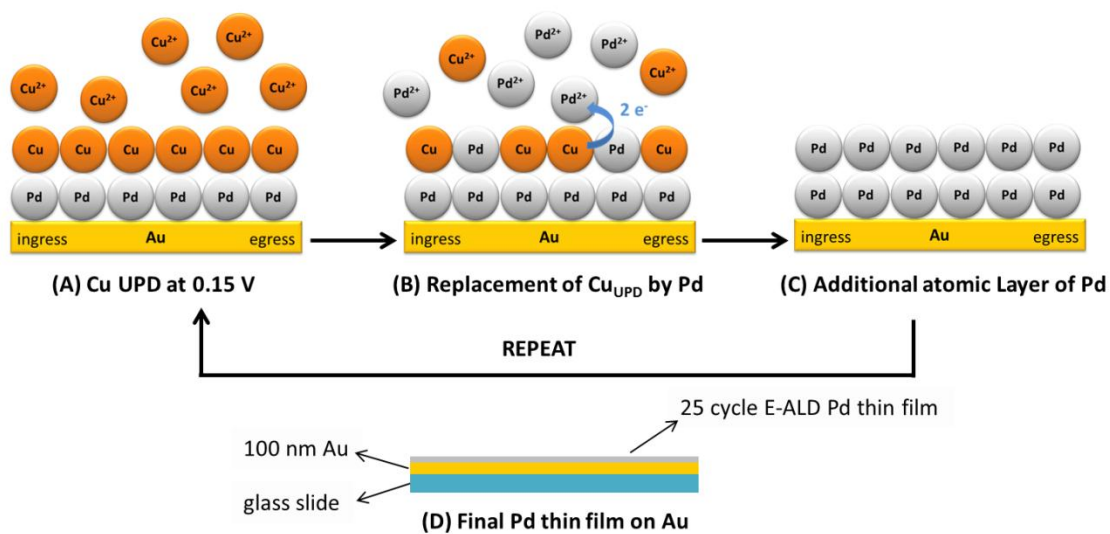 Cu²⁺ Cu²⁺ Cu²⁺ Cu²⁺ Cu²⁺ Cu²⁺
Cu Cu Cu Cu Cu Cu
Pd Pd Pd Pd Pd Pd
ingress Au egress
(A) Cu UPD at 0.15 V
Pd²⁺ Cu²⁺ Pd²⁺ Pd²⁺ Pd²⁺ Pd²⁺ Cu²⁺
2 e⁻
Cu Pd Cu Cu Pd Cu
Pd Pd Pd Pd Pd Pd
ingress Au egress
(B) Replacement of Cu_UPD by Pd
Pd Pd Pd Pd Pd Pd
Pd Pd Pd Pd Pd Pd
ingress Au egress
(C) Additional atomic Layer of Pd
REPEAT
25 cycle E-ALD Pd thin film
100 nm Au
glass slide
(D) Final Pd thin film on Au